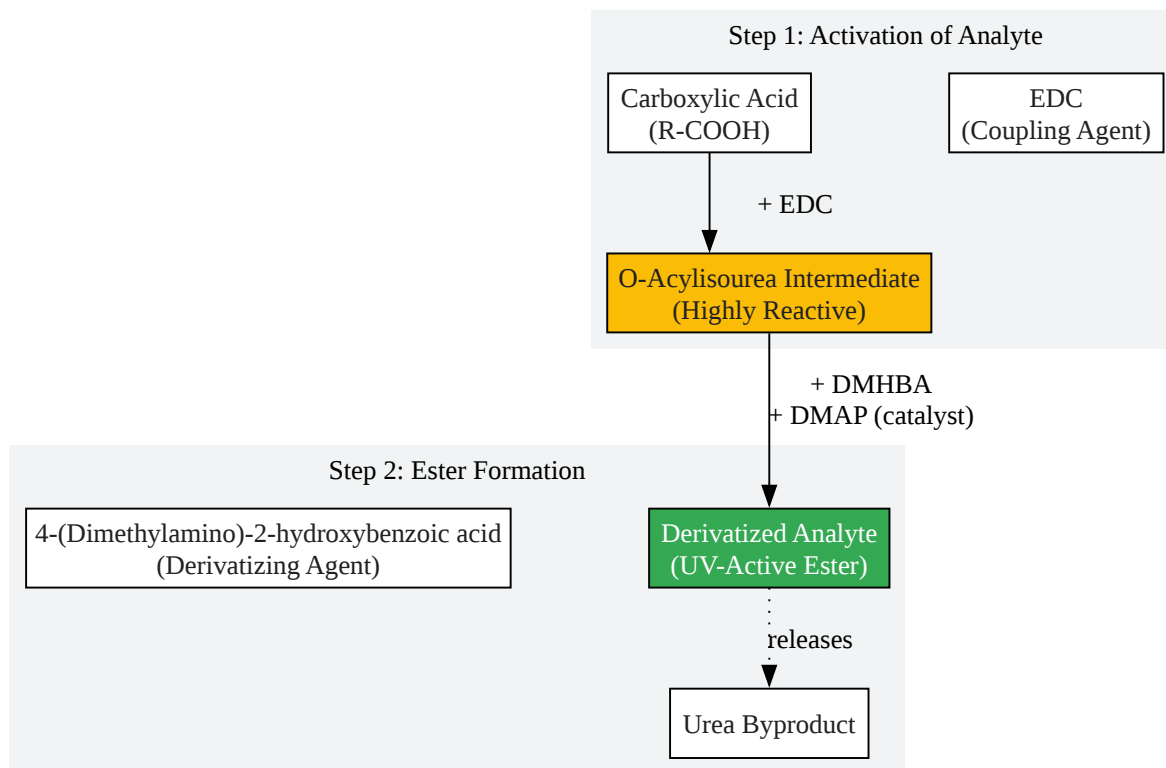 Step 1: Activation of Analyte
Carboxylic Acid
(R-COOH)
EDC
(Coupling Agent)
+ EDC
O-Acylisourea Intermediate
(Highly Reactive)
+ DMHBA
+ DMAP (catalyst)
Step 2: Ester Formation
4-(Dimethylamino)-2-hydroxybenzoic acid
(Derivatizing Agent)
Derivatized Analyte
(UV-Active Ester)
releases
Urea Byproduct